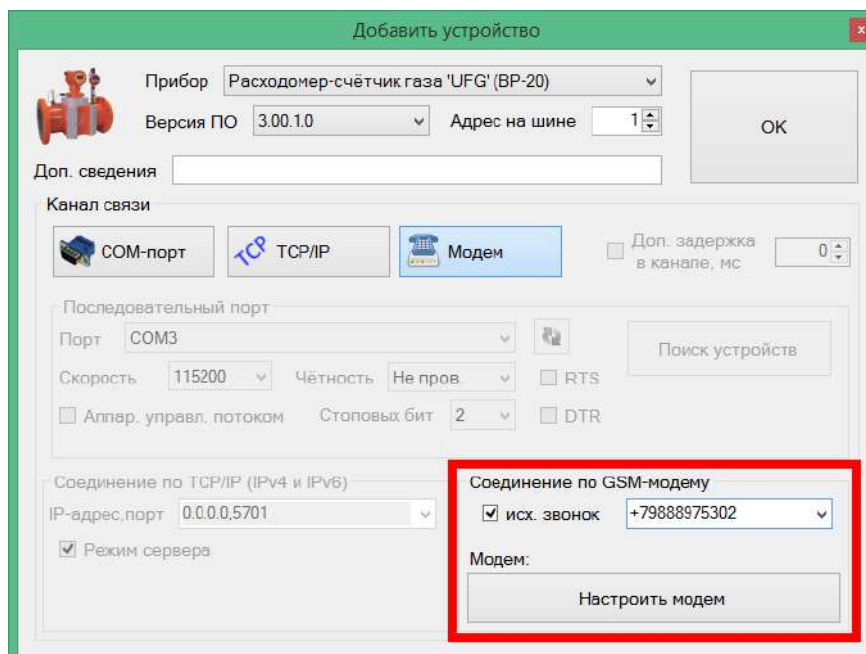 Добавить устройство
x
Прибор Расходомер-счётчик газа 'UFG' (ВР-20)
Версия ПО 3.00.1.0 Адрес на шине 1
OK
Доп. сведения
Канал связи
COM-порт TCP TCP/IP Модем
Доп. задержка
в канале, мс 0
Последовательный порт
Порт COM3
Поиск устройств
Скорость 115200 Чётность Не пров. RTS
Аппар. управл. потоком Стоповых бит 2 DTR
Соединение по TCP/IP (IPv4 и IPv6)
IP-адрес,порт 0.0.0.0,5701
Режим сервера
Соединение по GSM-модему
исх. звонок +79888975302
Модем:
Настроить модем